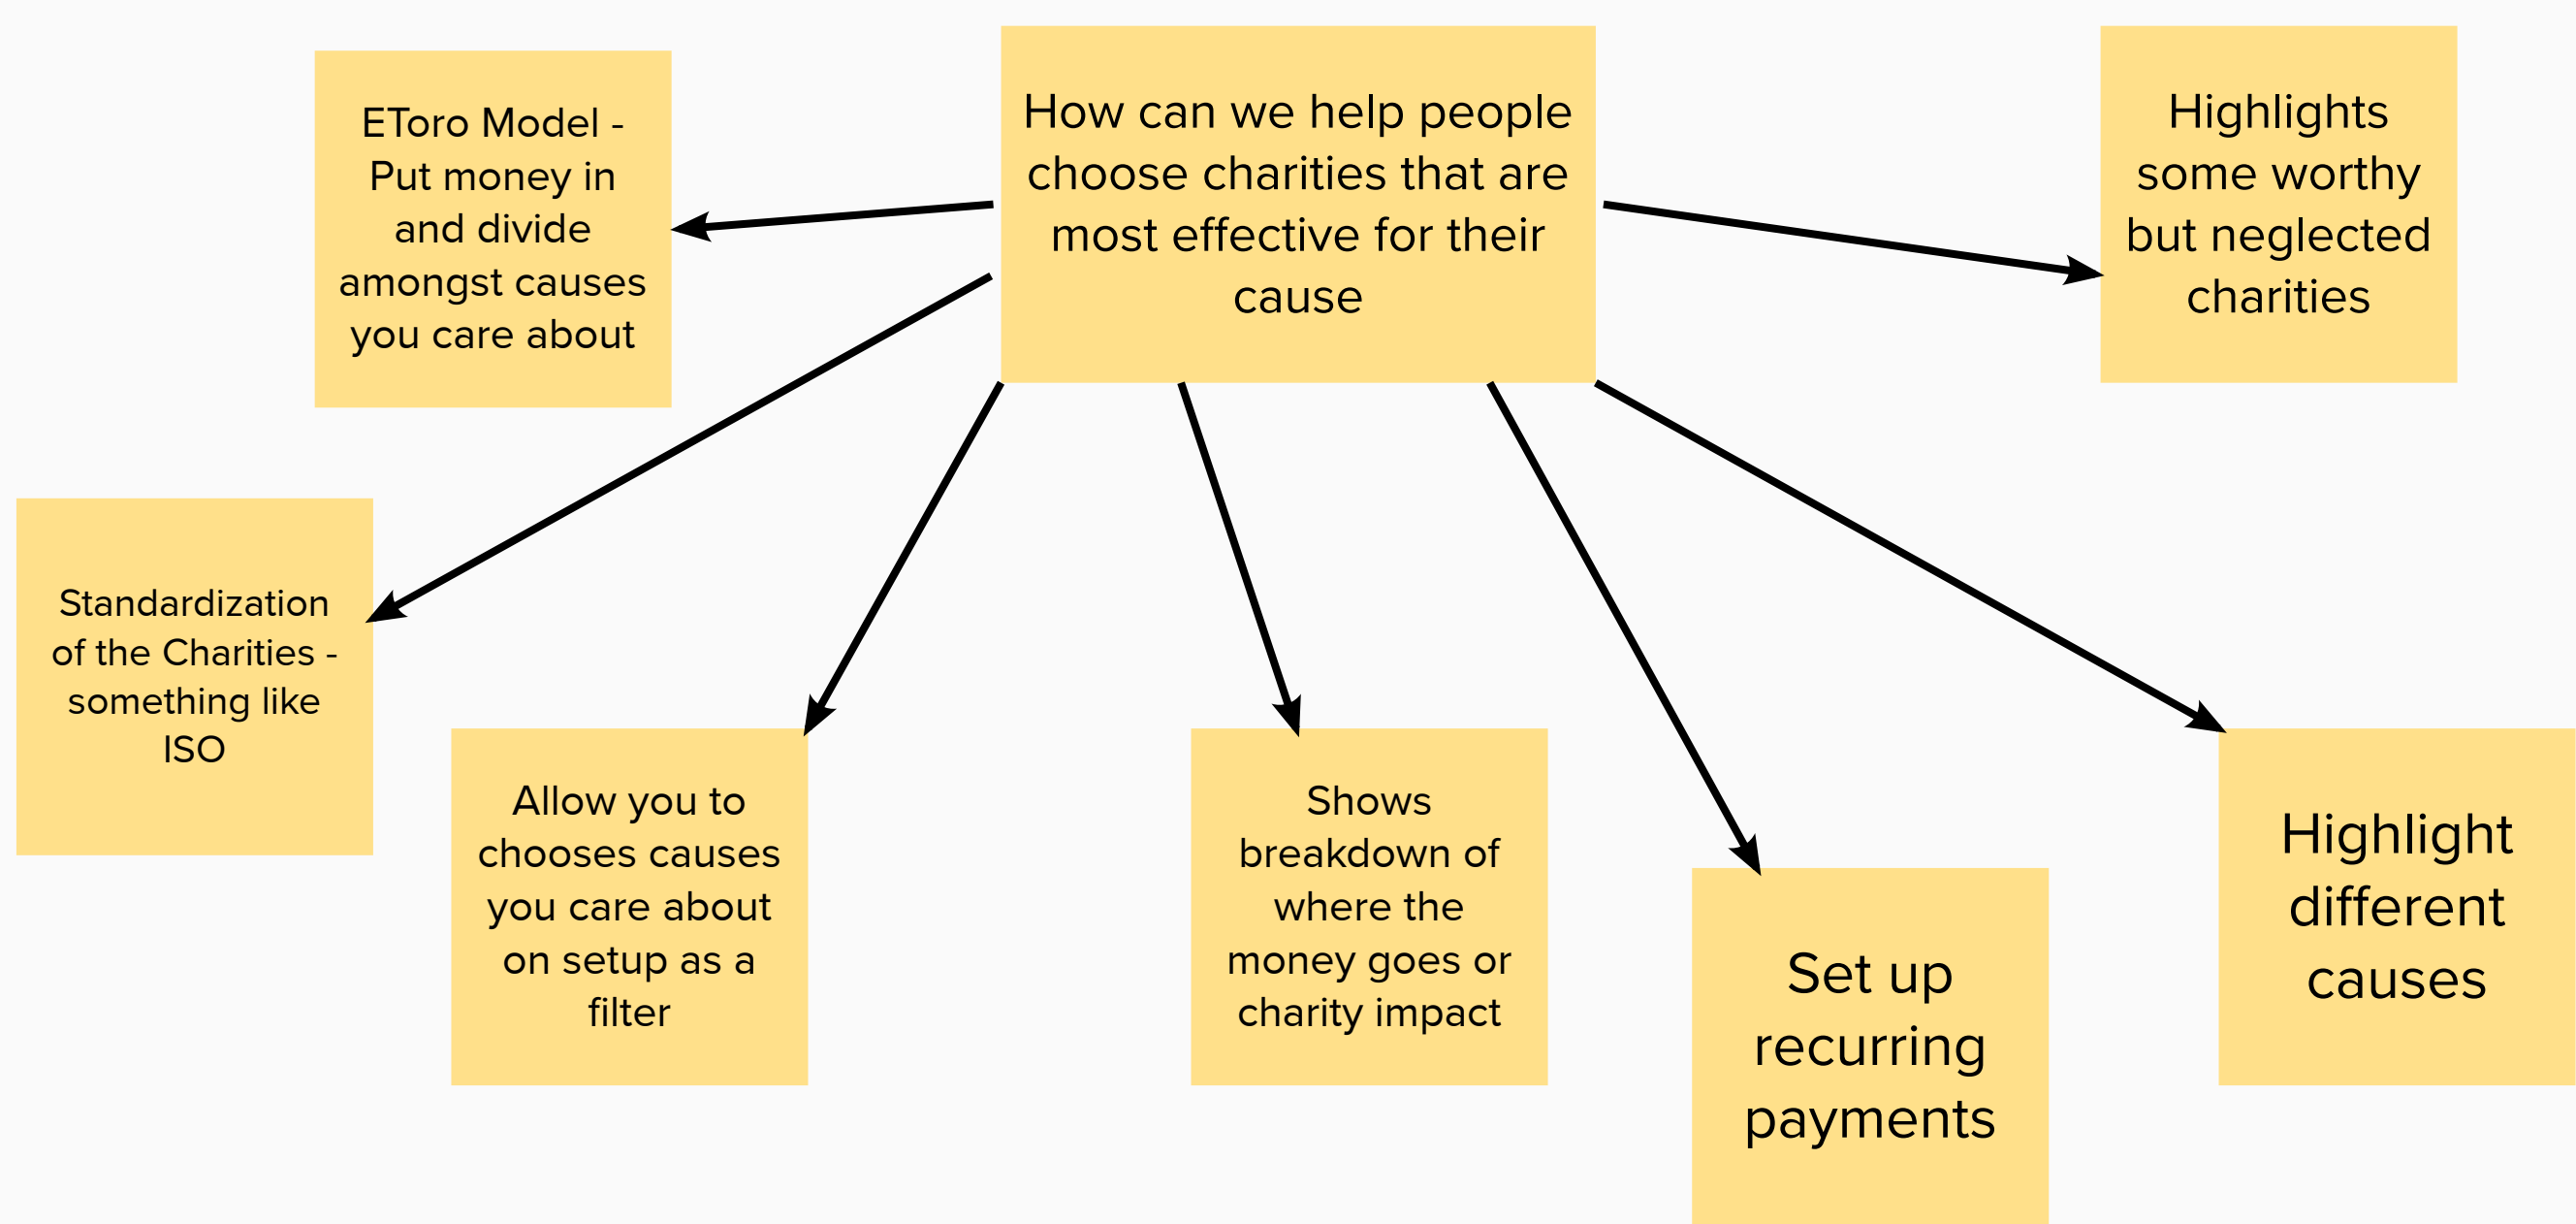 How can we help people
choose charities that are
most effective for their
cause
EToro Model -
Put money in
and divide
amongst causes
you care about
Highlights
some worthy
but neglected
charities
Standardization
of the Charities -
something like
ISO
Allow you to
chooses causes
you care about
on setup as a
filter
Shows
breakdown of
where the
money goes or
charity impact
Set up
recurring
payments
Highlight
different
causes